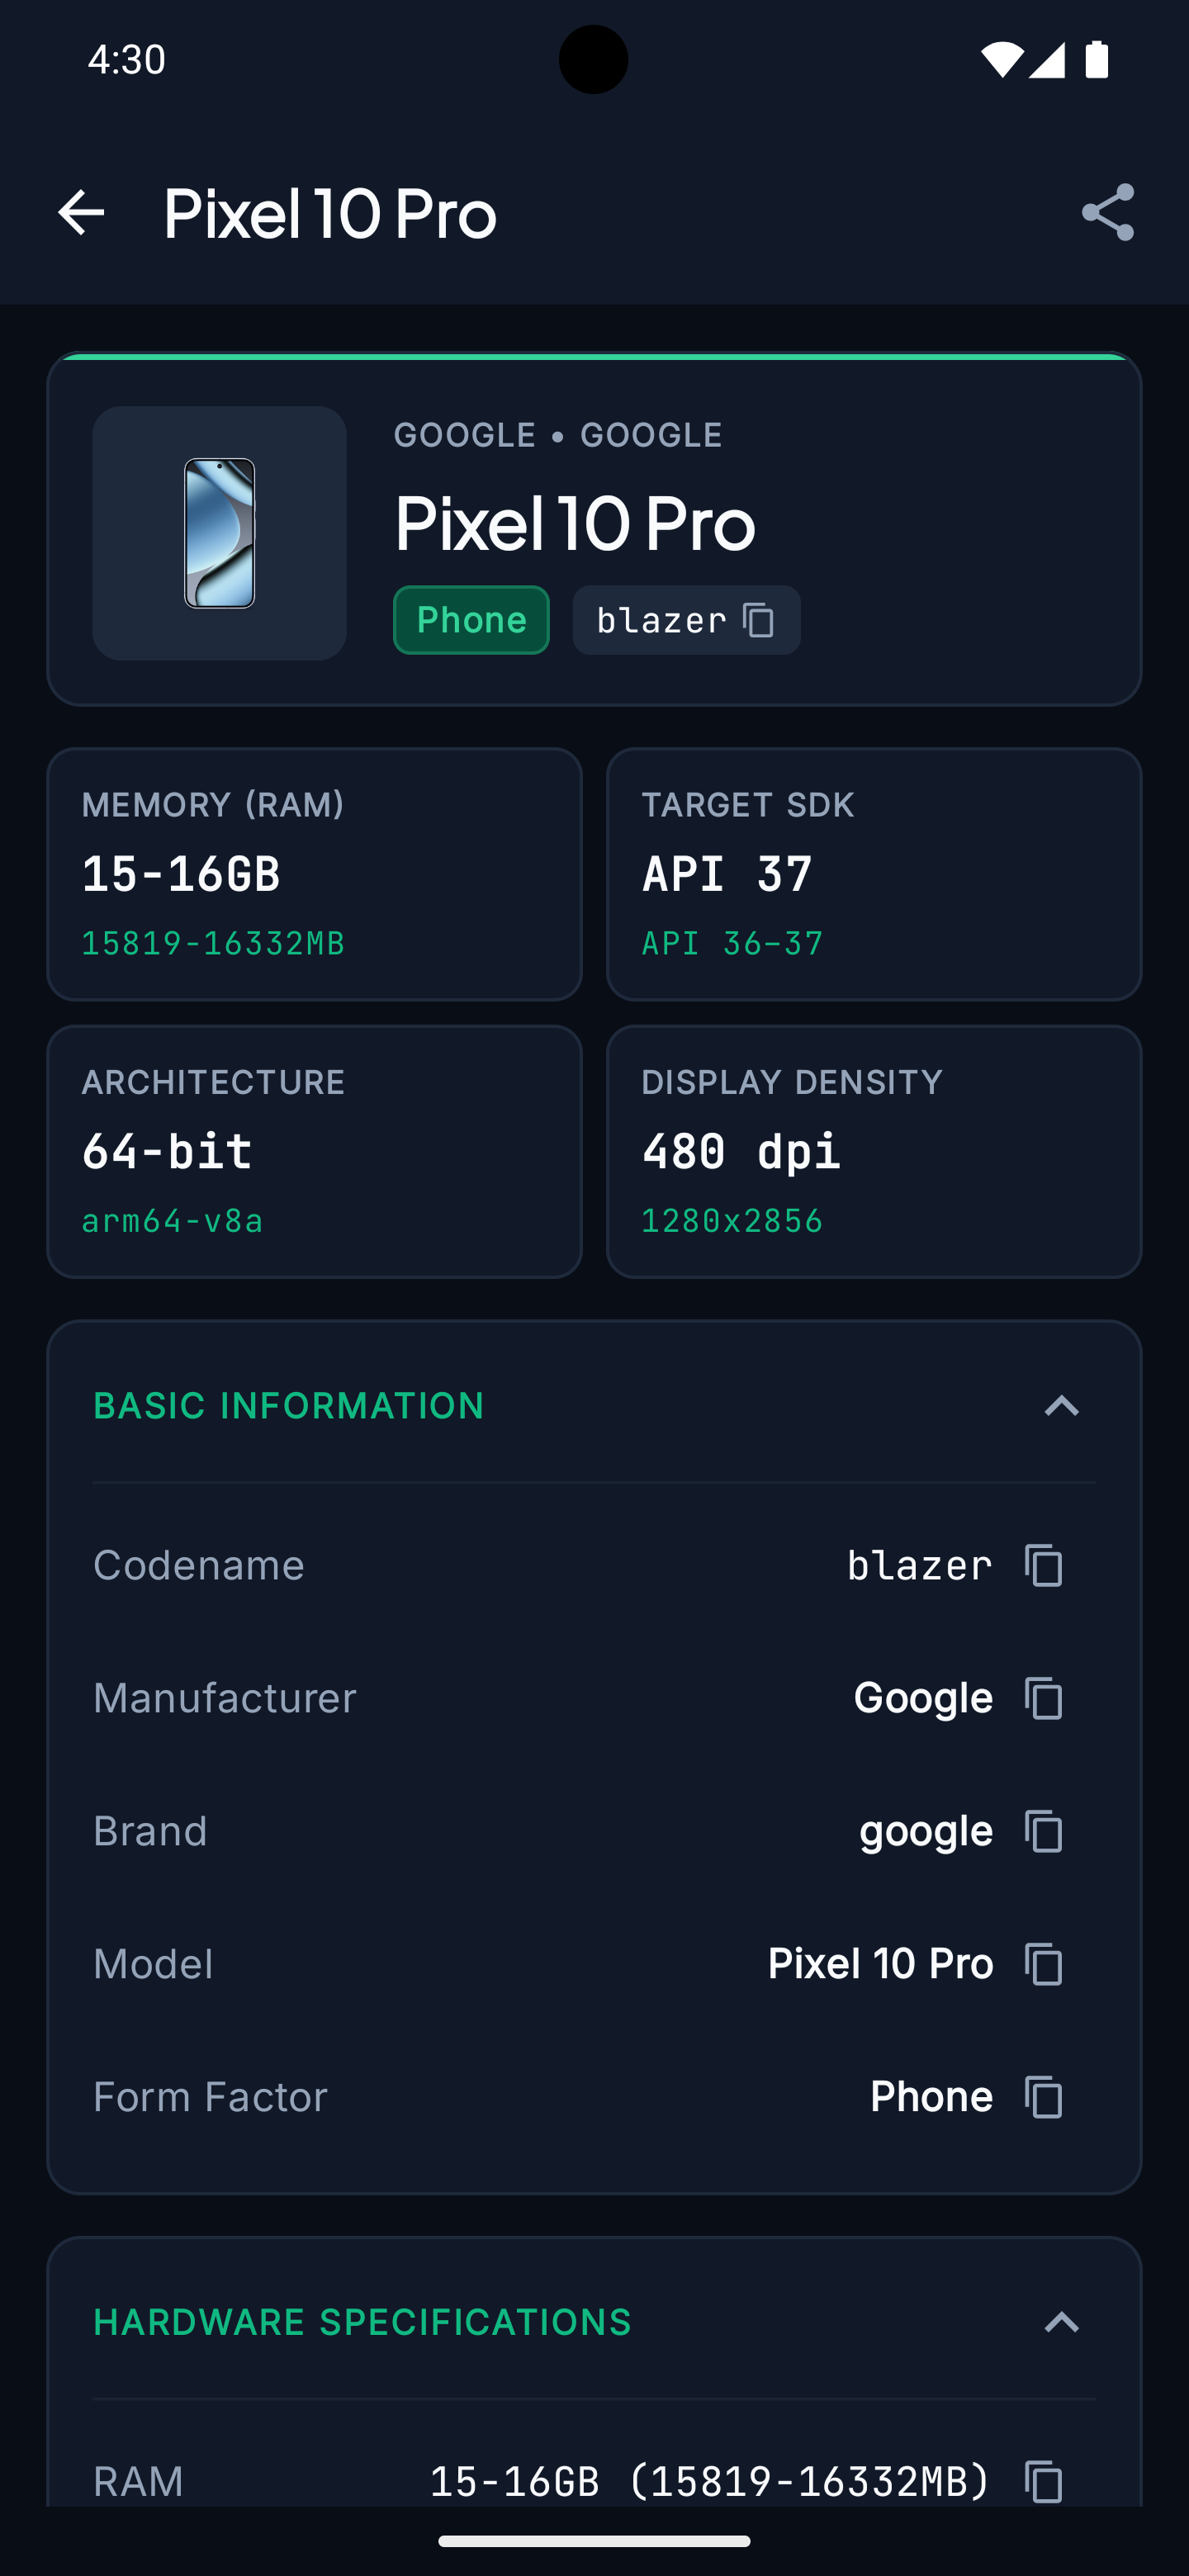 4:30
Pixel 10 Pro
GOOGLE • GOOGLE
Pixel 10 Pro
Phone
blazer
MEMORY (RAM)
15-16GB
15819-16332MB
TARGET SDK
API 37
API 36–37
ARCHITECTURE
64-bit
arm64-v8a
DISPLAY DENSITY
480 dpi
1280x2856
BASIC INFORMATION
Codename blazer
Manufacturer Google
Brand google
Model Pixel 10 Pro
Form Factor Phone
HARDWARE SPECIFICATIONS
RAM 15-16GB (15819-16332MB)